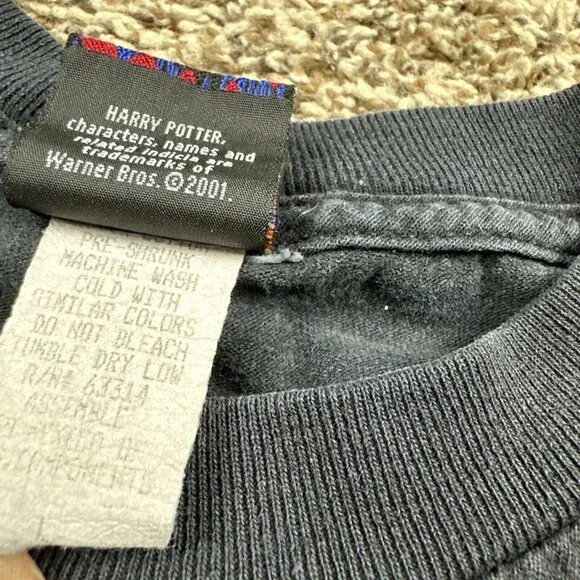 HARRY POTTER,
characters, names and
related indicia are
trademarks of
Warner Bros. ©2001.
PRE-SHRUNK
MACHINE WASH
COLD WITH
SIMILAR COLORS
DO NOT BLEACH
TUMBLE DRY LOW
R/N# 63314
ASSEMBLE